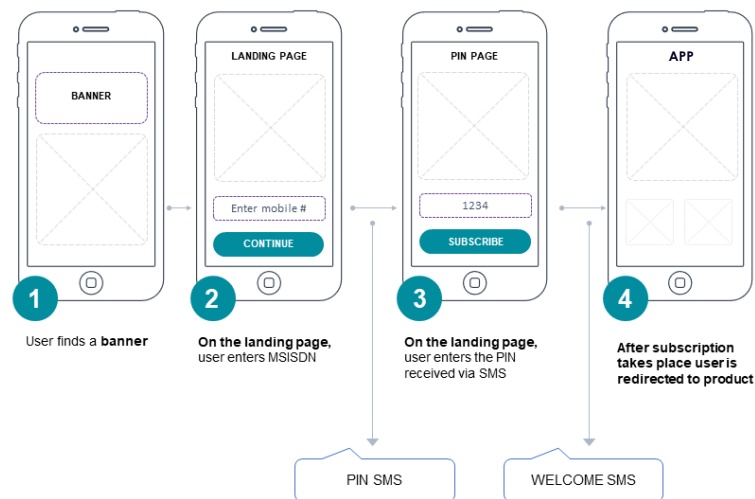 BANNER
1
User finds a banner
LANDING PAGE
Enter mobile #
CONTINUE
2
On the landing page,
user enters MSISDN
PIN PAGE
1234
SUBSCRIBE
3
On the landing page,
user enters the PIN
received via SMS
APP
4
After subscription
takes place user is
redirected to product
PIN SMS
WELCOME SMS